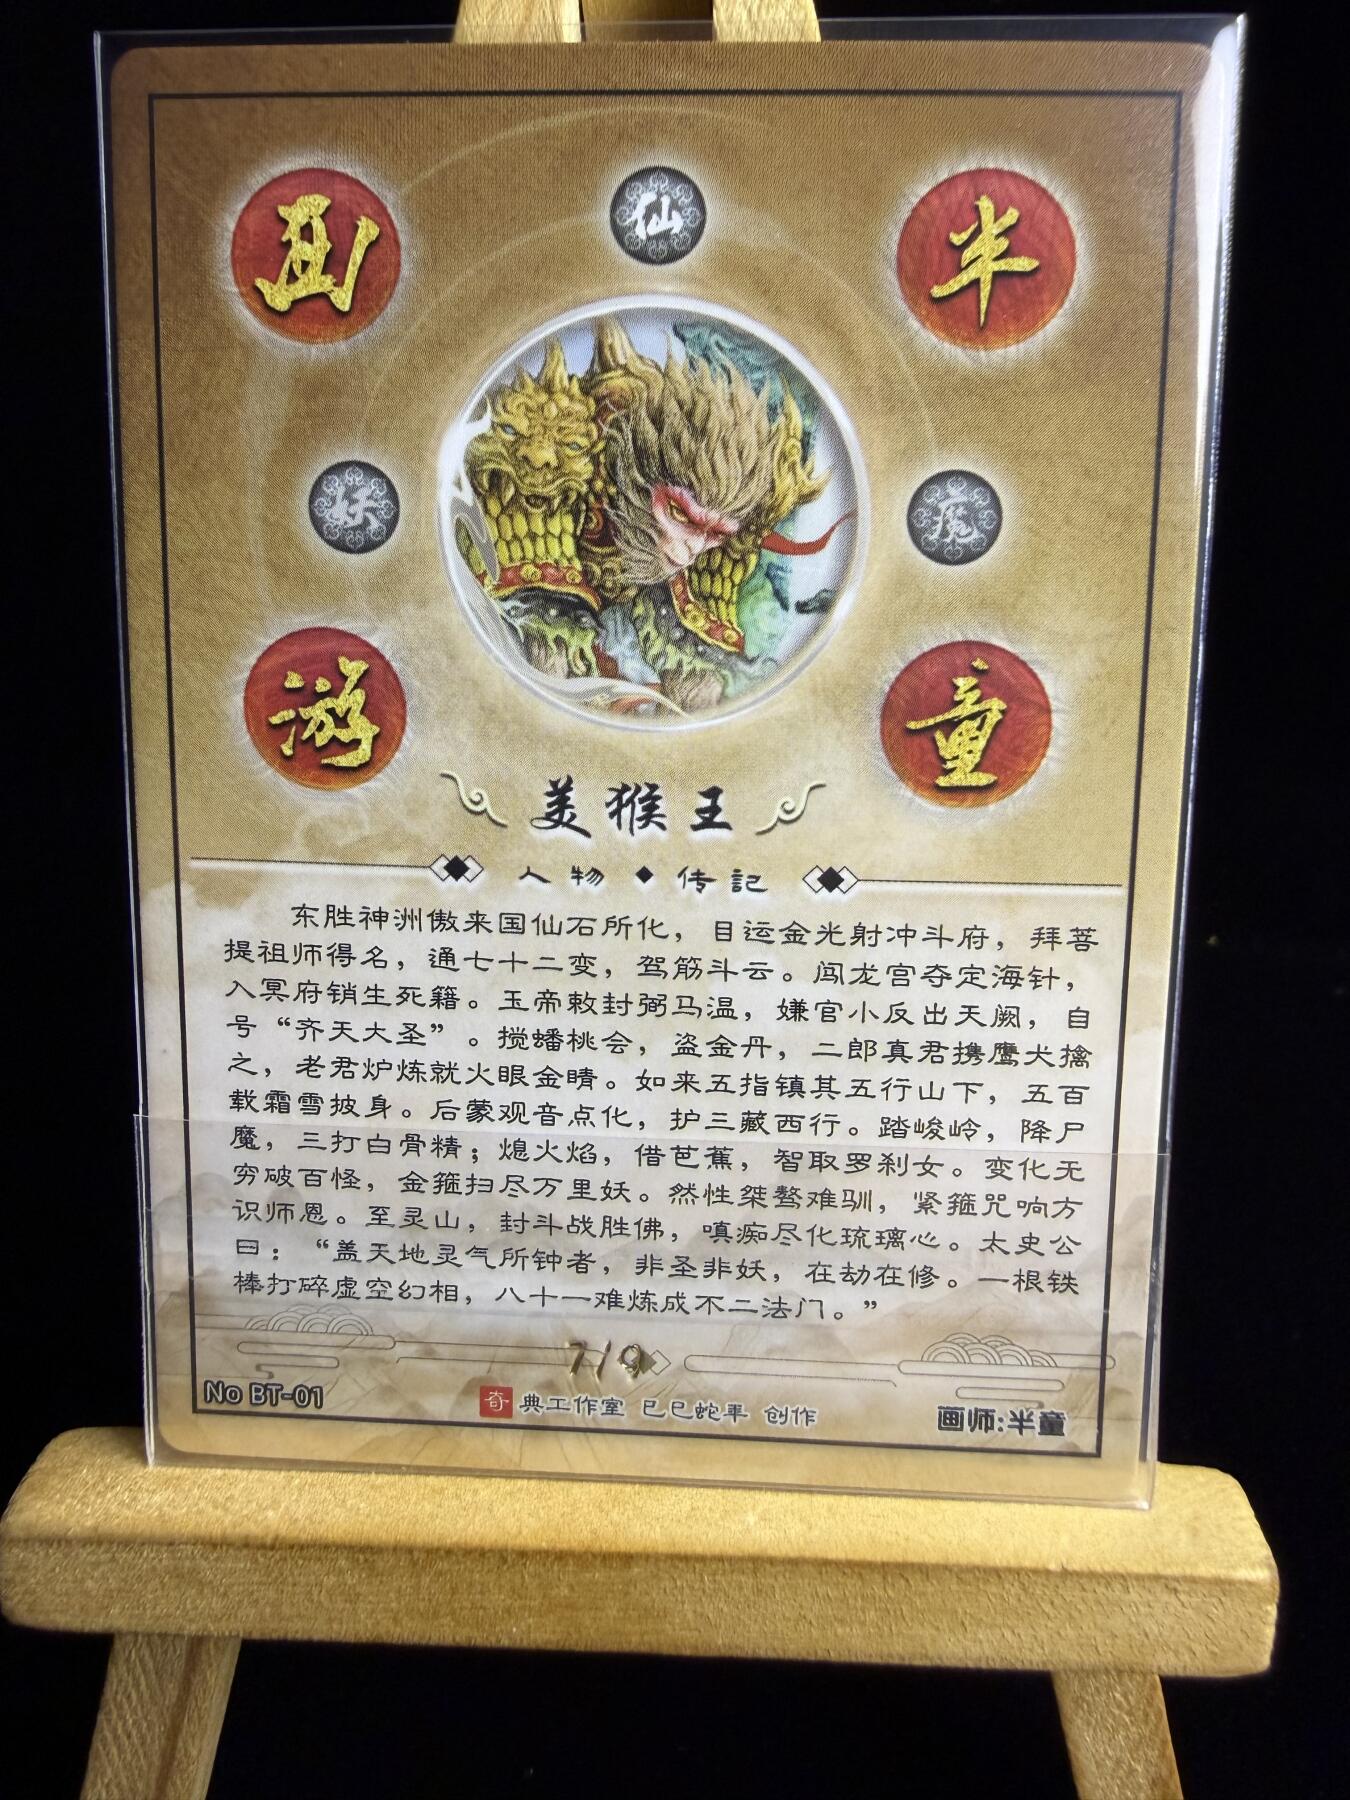 仙
半
妖
魔
游
童
美猴王
人物◆传記
东胜神洲傲来国仙石所化，目运金光射冲斗府，拜菩
提祖师得名，通七十二变，驾筋斗云。闯龙宫夺定海针，
入冥府销生死籍。玉帝敕封弼马温，嫌官小反出天阙，自
号“齐天大圣”。搅蟠桃会，盗金丹，二郎真君携鹰犬擒
之，老君炉炼就火眼金睛。如来五指镇其五行山下，五百
载霜雪披身。后蒙观音点化，护三藏西行。踏峻岭，降尸
魔，三打白骨精；熄火焰，借芭蕉，智取罗刹女。变化无
穷破百怪，金箍扫尽万里妖。然性桀骜难驯，紧箍咒响方
识师恩。至灵山，封斗战胜佛，嗔痴尽化琉璃心。太史公
曰：“盖天地灵气所钟者，非圣非妖，在劫在修。一根铁
棒打碎虚空幻相，八十一难炼成不二法门。”
7/9
No BT-01
奇典工作室 已巳蛇年 创作
画师:半童